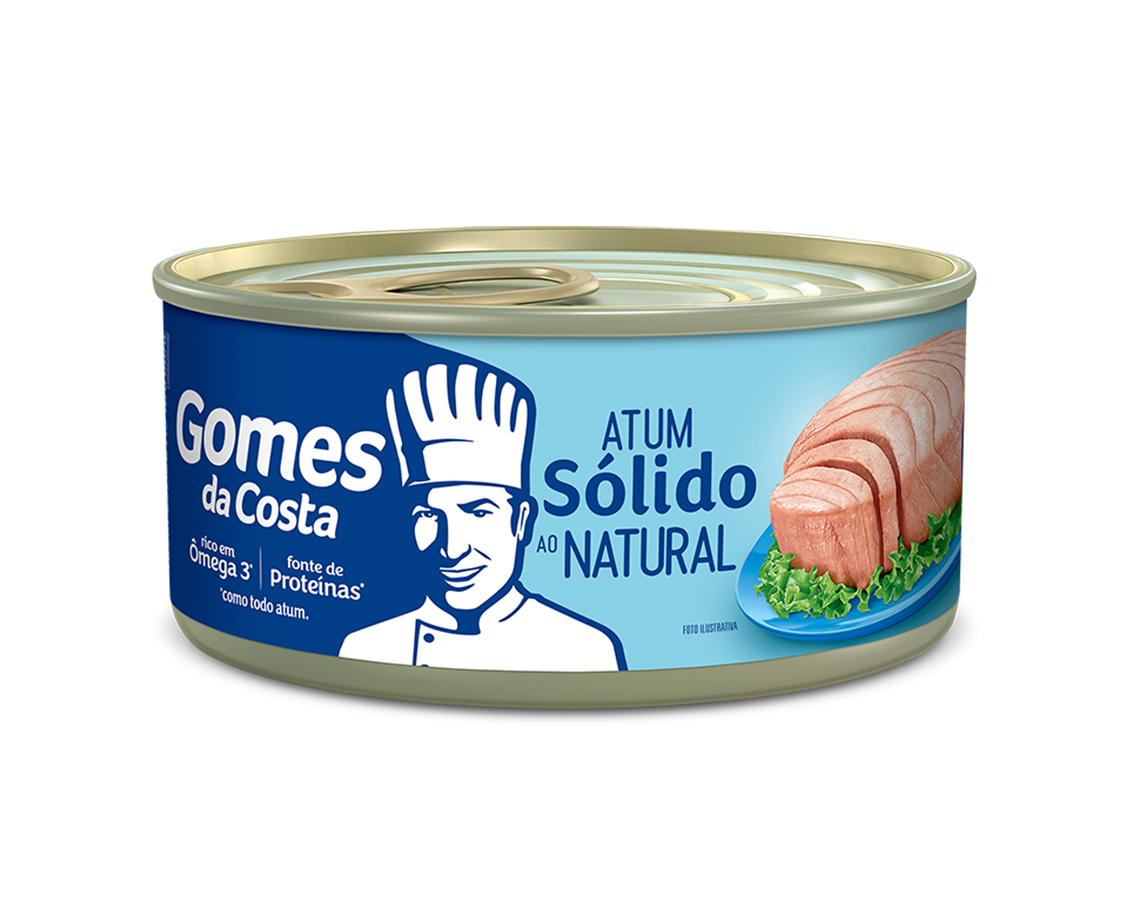 Gomes
da Costa
rico em
Ômega 3*
fonte de
Proteínas*
*como todo atum.
ATUM
Sólido
AO NATURAL
FOTO ILUSTRATIVA